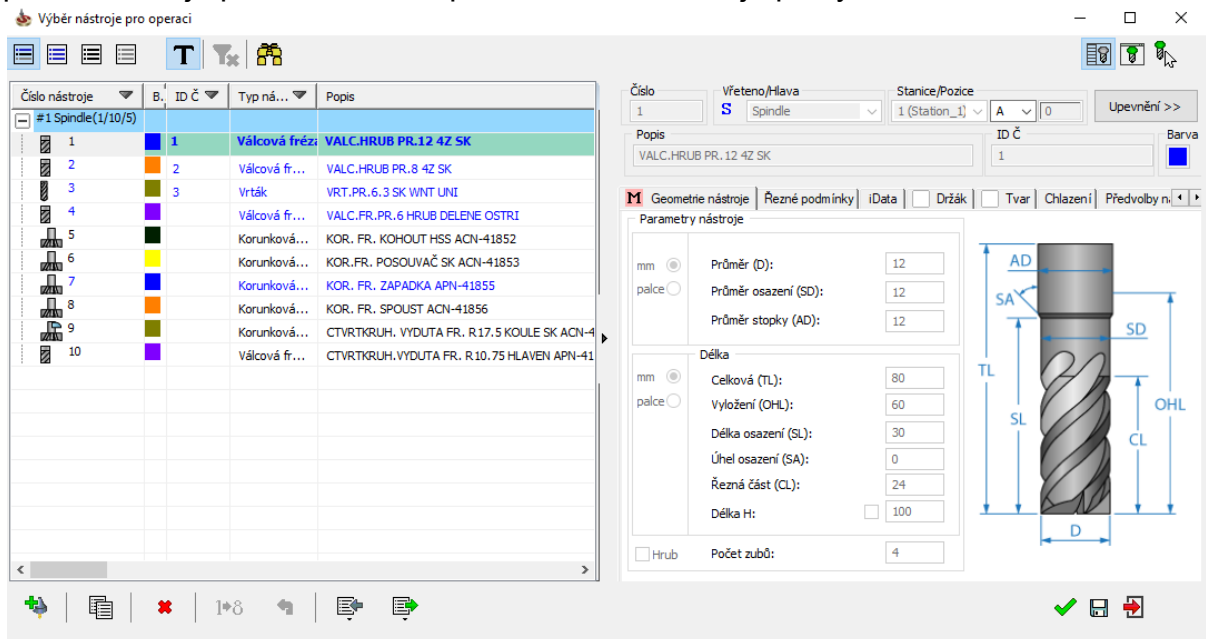 Výběr nástroje pro operaci
T
Číslo nástroje B. ID Č Typ ná... Popis
#1 Spindle(1/10/5)
1 1 Válcová fréza VALC.HRUB PR.12 4Z SK
2 2 Válcová fr... VALC.HRUB PR.8 4Z SK
3 3 Vrták VRT.PR.6.3 SK WNT UNI
4 Válcová fr... VALC.FR.PR.6 HRUB DELENE OSTRI
5 Korunková... KOR. FR. KOHOUT HSS ACN-41852
6 Korunková... KOR.FR. POSOUVAČ SK ACN-41853
7 Korunková... KOR. FR. ZAPADKA APN-41855
8 Korunková... KOR. FR. SPOUST ACN-41856
9 Korunková... CTVRTKRUH. VYDUTA FR. R17.5 KOULE SK ACN-4
10 Válcová fr... CTVRTKRUH.VYDUTA FR. R10.75 HLAVEN APN-41
Číslo Vřeteno/Hlava Stanice/Pozice
1 S Spindle 1 (Station_1) A 0 Upevnění >>
Popis ID Č Barva
VALC.HRUB PR.12 4Z SK 1
M Geometrie nástroje Řezné podmínky iData Držák Tvar Chlazení Předvolby n
Parametry nástroje
mm Průměr (D): 12
palce Průměr osazení (SD): 12
Průměr stopky (AD): 12
Délka
mm Celková (TL): 80
palce Vyložení (OHL): 60
Délka osazení (SL): 30
Úhel osazení (SA): 0
Řezná část (CL): 24
Délka H: 100
Hrub Počet zubů: 4
AD
SA
SD
TL
OHL
SL
CL
D
1 8